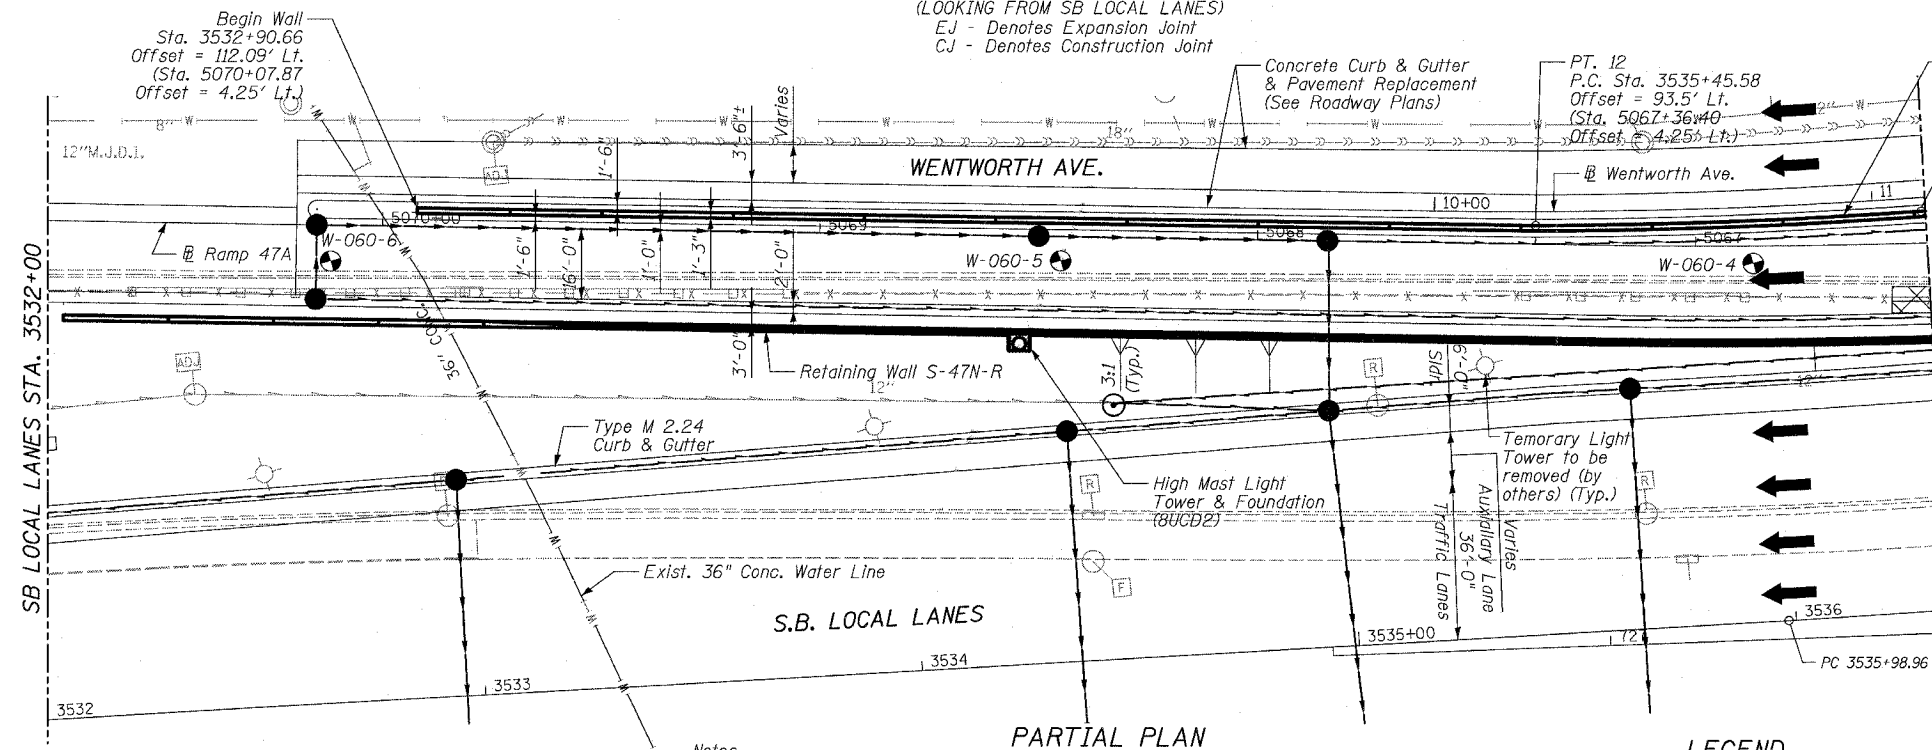 (LOOKING FROM SB LOCAL LANES)
EJ - Denotes Expansion Joint
CJ - Denotes Construction Joint
Begin Wall
Sta. 3532+90.66
Offset = 112.09' Lt.
(Sta. 5070+07.87
Offset = 4.25' Lt.)
Concrete Curb & Gutter
& Pavement Replacement
(See Roadway Plans)
PT. 12
P.C. Sta. 3535+45.58
Offset = 93.5' Lt.
(Sta. 5067+36.40
Offset = 4.25' Lt.)
8"
W
W
W
W
W
W
W
W
W
18"
12"M.J.D.I.
ADJ
1'-6"
3'-6"±
Varies
WENTWORTH AVE.
℄ Wentworth Ave.
11
10+00
5070+00
5069
5068
5067
W-060-6
W-060-5
W-060-4
℄ Ramp 47A
1'-6"
16'-0"
1'-0"
1'-3"
2'-0"
3'-0"
SB LOCAL LANES STA. 3532+00
36" CONC.
ADJ
Retaining Wall S-47N-R
12"
3:1
(Typ.)
R
6'-0"
Sldr.
12"
Type M 2.24
Curb & Gutter
High Mast Light
Tower & Foundation
(8UCD2)
R
Temorary Light
Tower to be
removed (by
others) (Typ.)
R
Varies
Auxiliary Lane
36'-0"
Traffic Lanes
Exist. 36" Conc. Water Line
F
S.B. LOCAL LANES
3532
3533
3534
3535+00
72
3536
PC 3535+98.96
PARTIAL PLAN
Notes
LEGEND